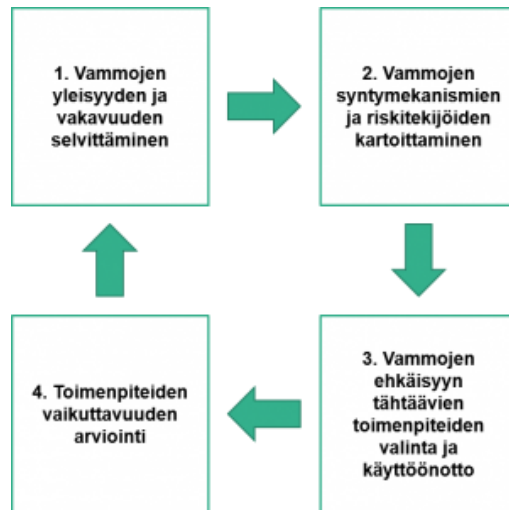 1. Vammojen
yleisyyden ja
vakavuuden
selvittäminen
2. Vammojen
syntymekanismien
ja riskitekijöiden
kartoittaminen
3. Vammojen
ehkäisyyn
tähtäävien
toimenpiteiden
valinta ja
käyttöönotto
4. Toimenpiteiden
vaikuttavuuden
arviointi